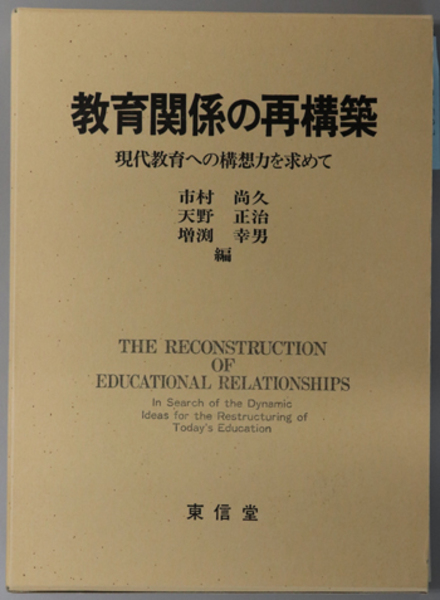 教育関係の再構築
現代教育への構想力を求めて
市村 尚久
天野 正治
増渕 幸男
編
THE RECONSTRUCTION
OF
EDUCATIONAL RELATIONSHIPS
In Search of the Dynamic
Ideas for the Restructuring of
Today's Education
東信堂